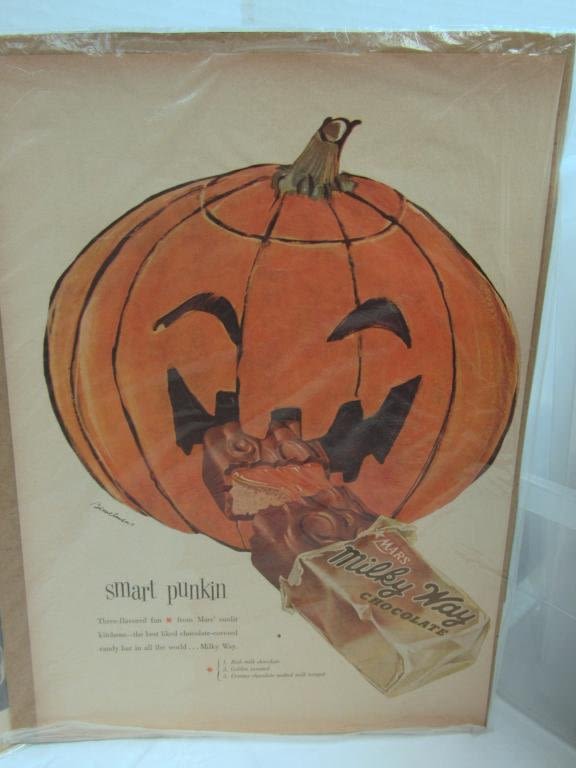 Bemelmans
smart punkin
Three-flavored fun ✱ from Mars' sunlit
kitchens—the best liked chocolate-covered
candy bar in all the world . . . Milky Way.
✱ 1. Rich milk chocolate
2. Golden caramel
3. Creamy chocolate malted milk nougat
MARS
Milky Way
CHOCOLATE